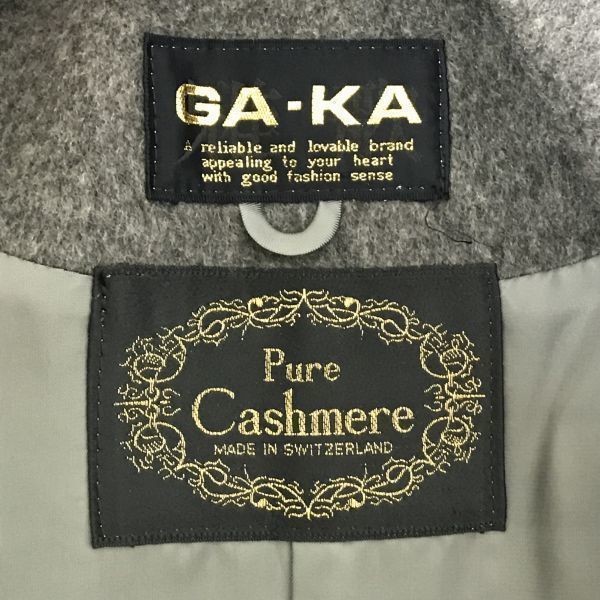 GA-KA
A reliable and lovable brand
appealing to your heart
with good fashion sense
Pure
Cashmere
MADE IN SWITZERLAND